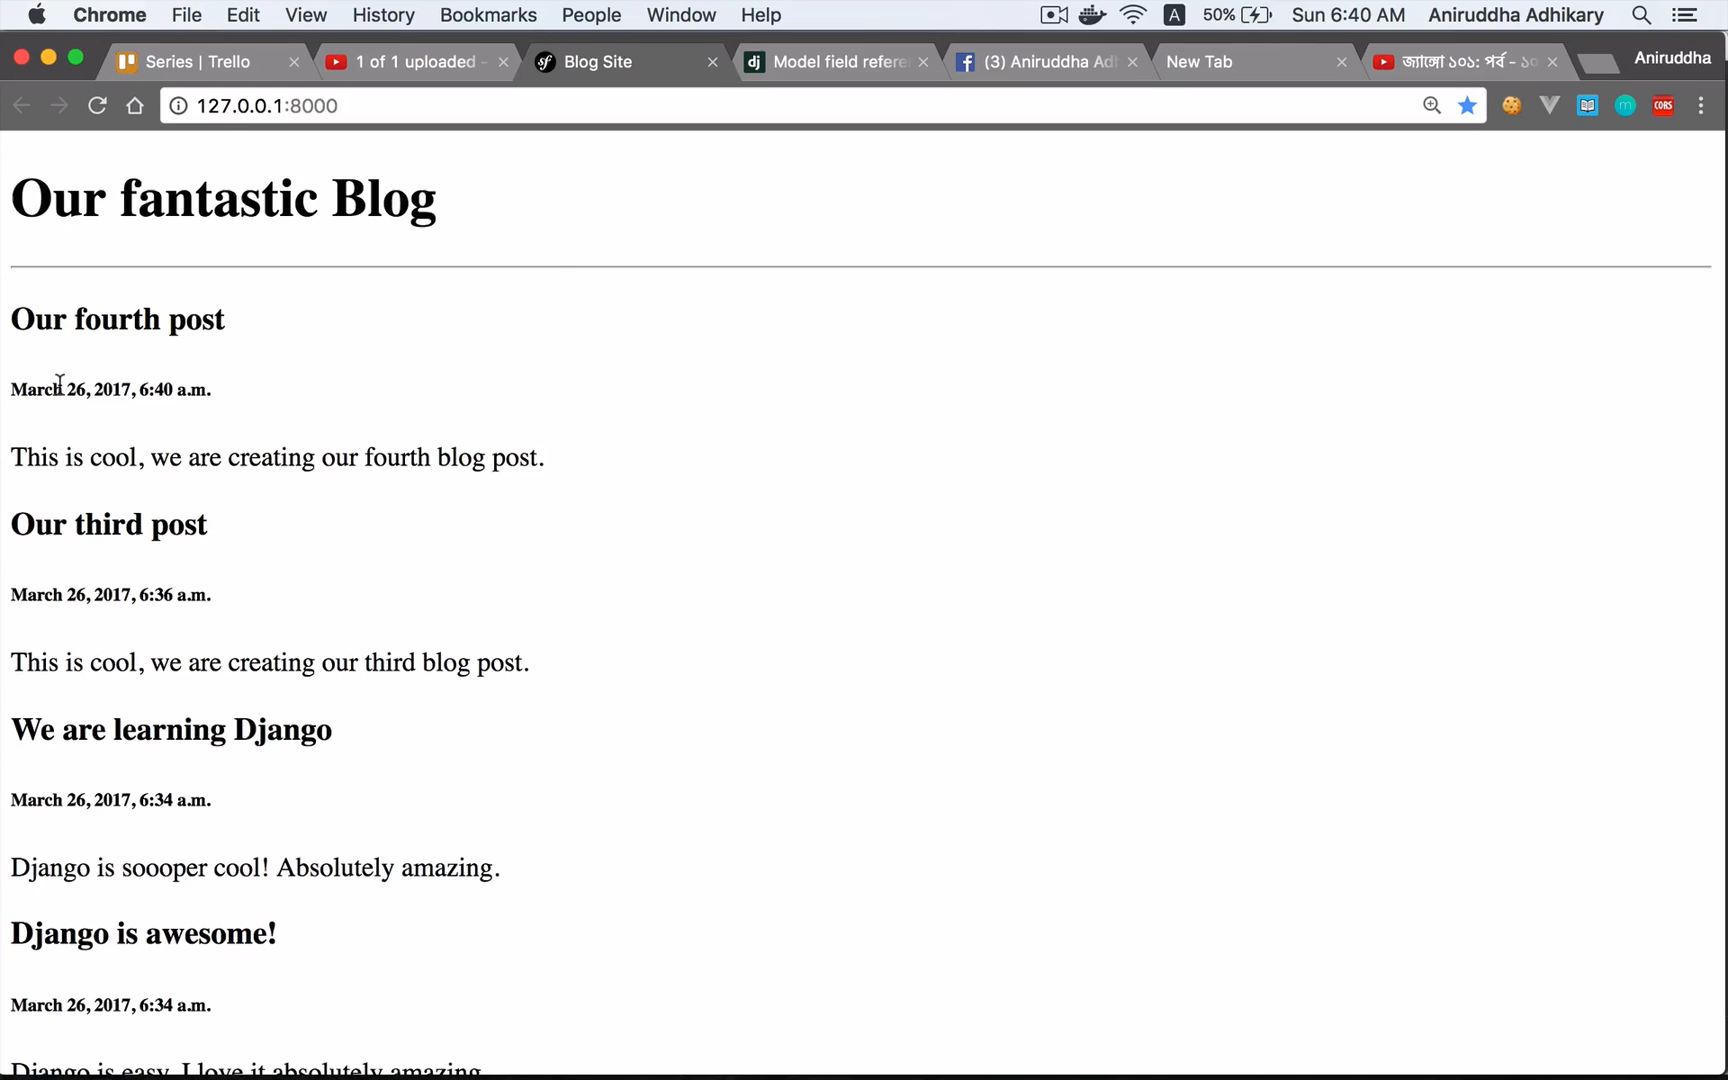 Chrome File Edit View History Bookmarks People Window Help A 50% Sun 6:40 AM Aniruddha Adhikary
Series | Trello 1 of 1 uploaded - Blog Site dj Model field refere (3) Aniruddha Ad New Tab জ্যাঙ্গো ১০১: পর্ব - ১০ Aniruddha
127.0.0.1:8000 m CORS
Our fantastic Blog
Our fourth post
March 26, 2017, 6:40 a.m.
This is cool, we are creating our fourth blog post.
Our third post
March 26, 2017, 6:36 a.m.
This is cool, we are creating our third blog post.
We are learning Django
March 26, 2017, 6:34 a.m.
Django is soooper cool! Absolutely amazing.
Django is awesome!
March 26, 2017, 6:34 a.m.
Django is easy. I love it absolutely amazing